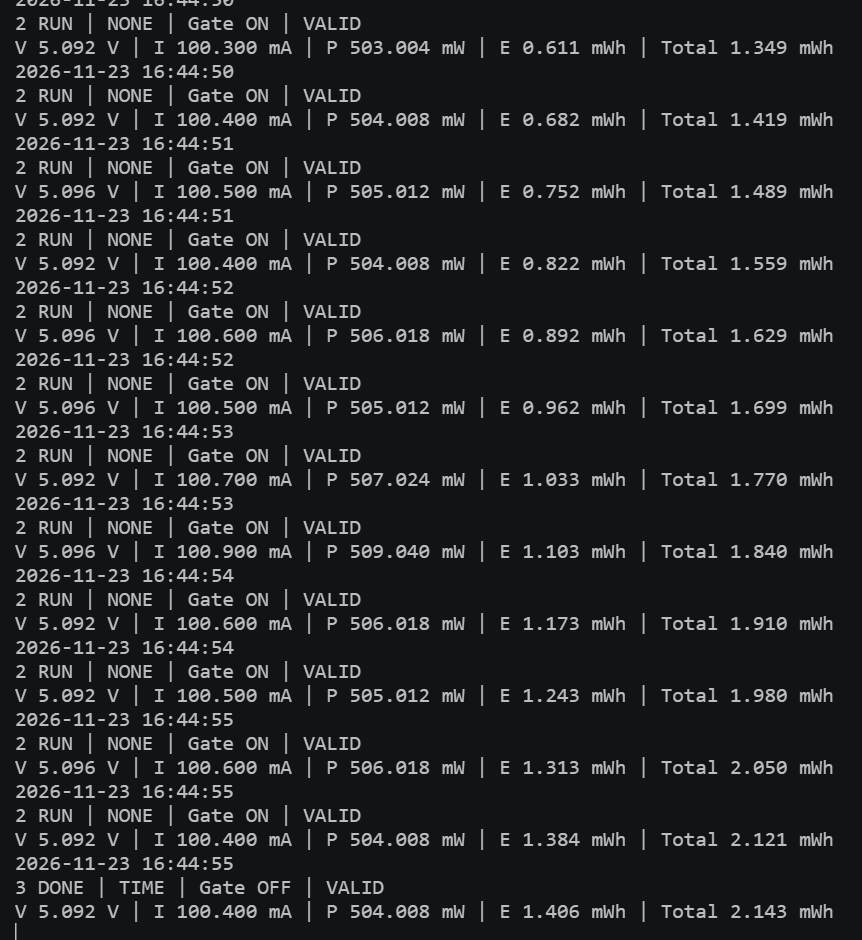 2026-11-23 16:44:50
2 RUN | NONE | Gate ON | VALID
V 5.092 V | I 100.300 mA | P 503.004 mW | E 0.611 mWh | Total 1.349 mWh
2026-11-23 16:44:50
2 RUN | NONE | Gate ON | VALID
V 5.092 V | I 100.400 mA | P 504.008 mW | E 0.682 mWh | Total 1.419 mWh
2026-11-23 16:44:51
2 RUN | NONE | Gate ON | VALID
V 5.096 V | I 100.500 mA | P 505.012 mW | E 0.752 mWh | Total 1.489 mWh
2026-11-23 16:44:51
2 RUN | NONE | Gate ON | VALID
V 5.092 V | I 100.400 mA | P 504.008 mW | E 0.822 mWh | Total 1.559 mWh
2026-11-23 16:44:52
2 RUN | NONE | Gate ON | VALID
V 5.096 V | I 100.600 mA | P 506.018 mW | E 0.892 mWh | Total 1.629 mWh
2026-11-23 16:44:52
2 RUN | NONE | Gate ON | VALID
V 5.096 V | I 100.500 mA | P 505.012 mW | E 0.962 mWh | Total 1.699 mWh
2026-11-23 16:44:53
2 RUN | NONE | Gate ON | VALID
V 5.092 V | I 100.700 mA | P 507.024 mW | E 1.033 mWh | Total 1.770 mWh
2026-11-23 16:44:53
2 RUN | NONE | Gate ON | VALID
V 5.096 V | I 100.900 mA | P 509.040 mW | E 1.103 mWh | Total 1.840 mWh
2026-11-23 16:44:54
2 RUN | NONE | Gate ON | VALID
V 5.092 V | I 100.600 mA | P 506.018 mW | E 1.173 mWh | Total 1.910 mWh
2026-11-23 16:44:54
2 RUN | NONE | Gate ON | VALID
V 5.092 V | I 100.500 mA | P 505.012 mW | E 1.243 mWh | Total 1.980 mWh
2026-11-23 16:44:55
2 RUN | NONE | Gate ON | VALID
V 5.096 V | I 100.600 mA | P 506.018 mW | E 1.313 mWh | Total 2.050 mWh
2026-11-23 16:44:55
2 RUN | NONE | Gate ON | VALID
V 5.092 V | I 100.400 mA | P 504.008 mW | E 1.384 mWh | Total 2.121 mWh
2026-11-23 16:44:55
3 DONE | TIME | Gate OFF | VALID
V 5.092 V | I 100.400 mA | P 504.008 mW | E 1.406 mWh | Total 2.143 mWh